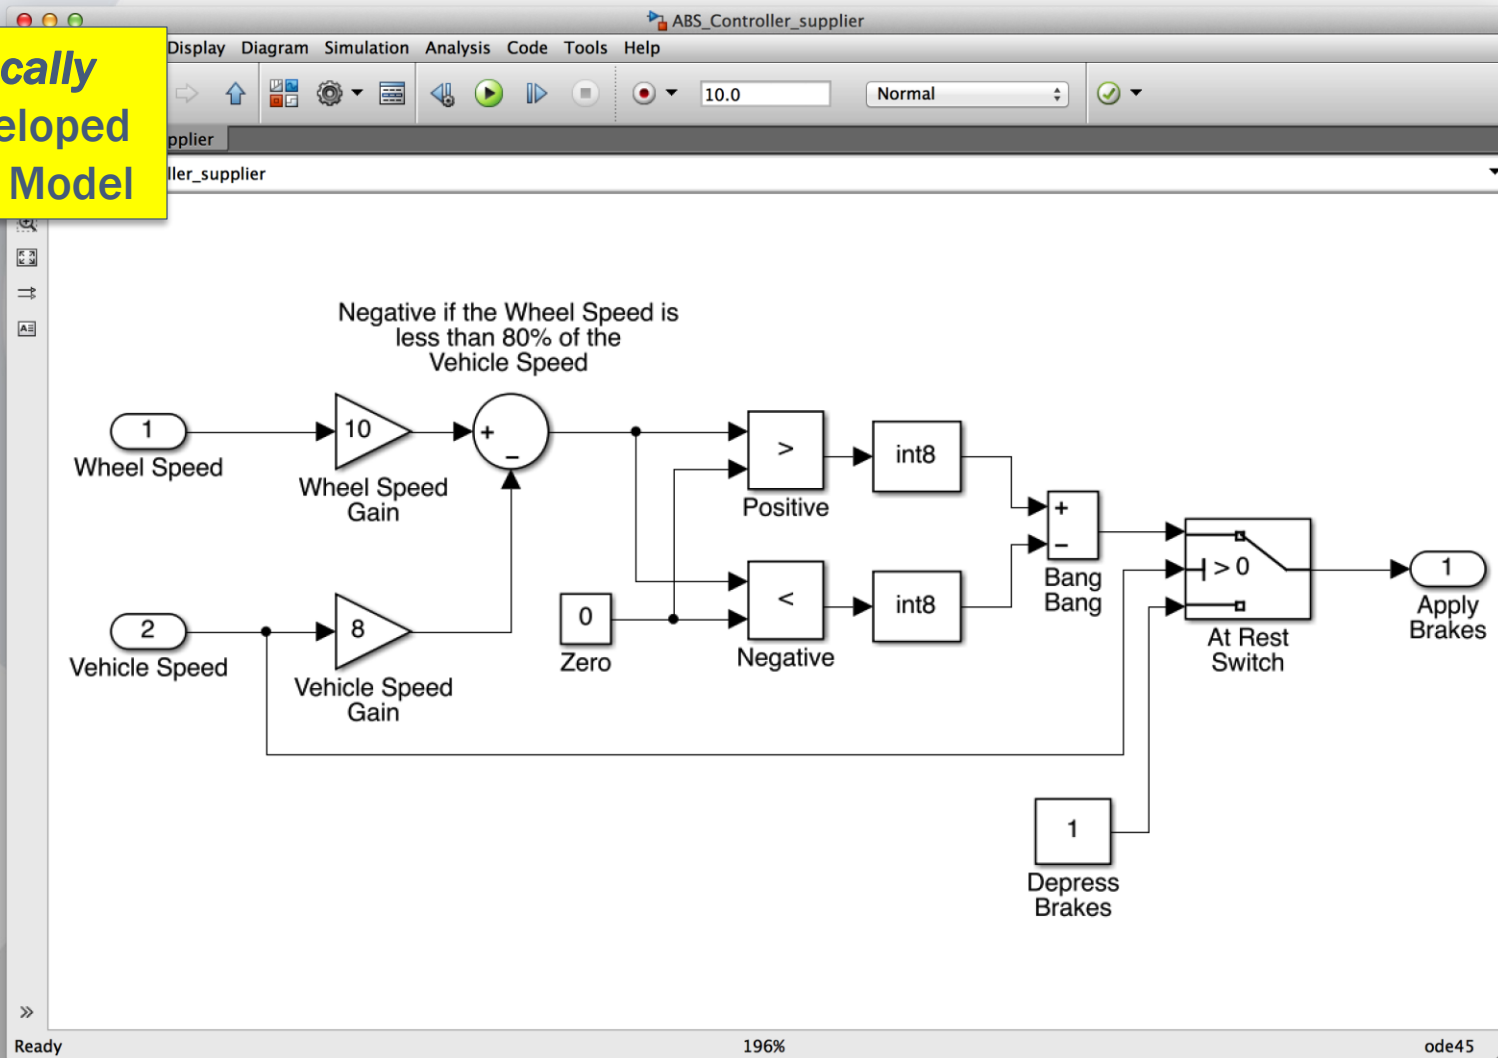 ABS_Controller_supplier
cally
Display Diagram Simulation Analysis Code Tools Help
eloped
10.0
Normal
Model
pplier
ller_supplier
Negative if the Wheel Speed is
less than 80% of the
Vehicle Speed
1
Wheel Speed
10
Wheel Speed
Gain
+
−
>
Positive
int8
+
−
Bang
Bang
> 0
At Rest
Switch
1
Apply
Brakes
2
Vehicle Speed
8
Vehicle Speed
Gain
0
Zero
<
Negative
int8
1
Depress
Brakes
Ready
196%
ode45